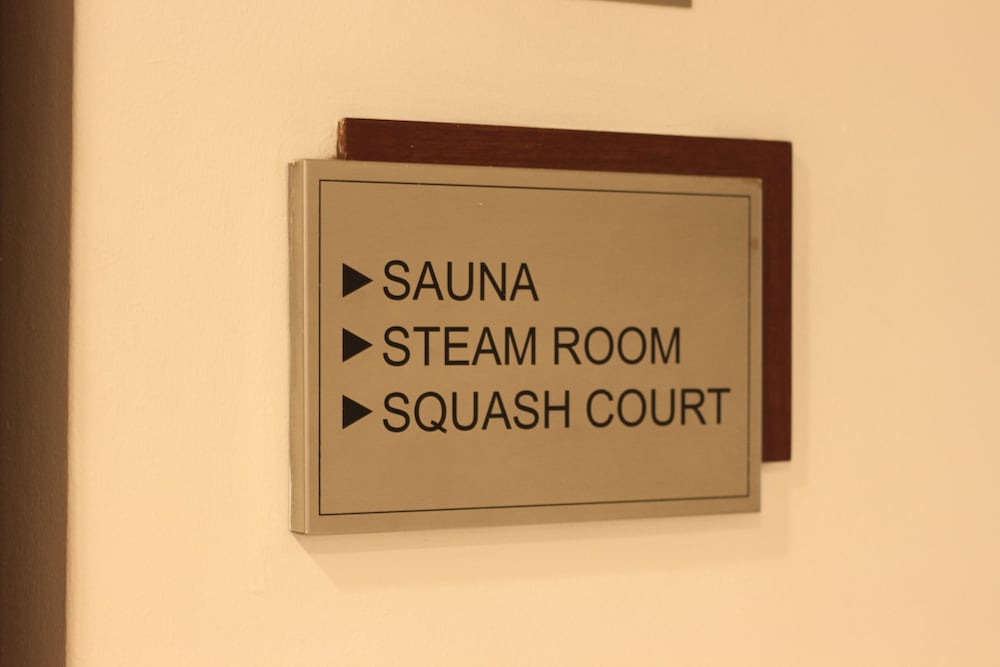 ▶ SAUNA
▶ STEAM ROOM
▶ SQUASH COURT